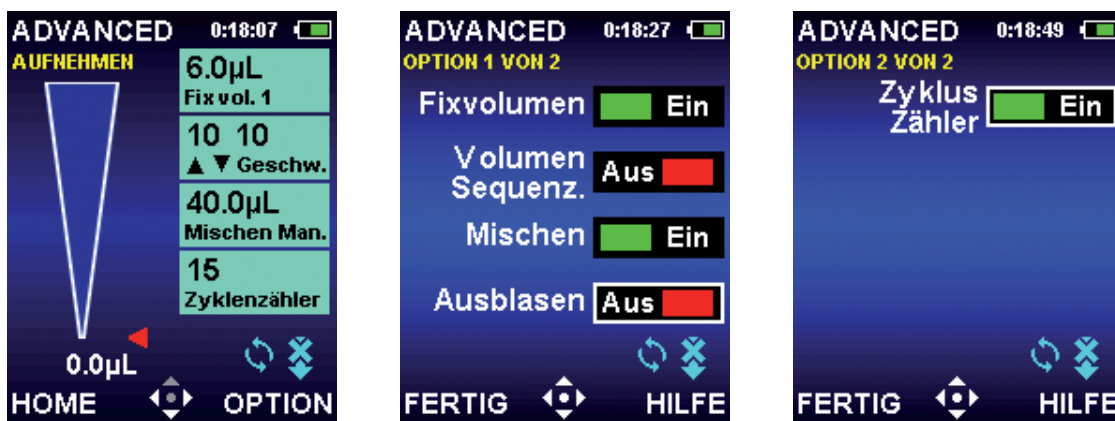 ADVANCED 0:18:07
AUFNEHMEN
6.0µL
Fixvol. 1
10 10
▲ ▼ Geschw.
40.0µL
Mischen Man.
15
Zyklenzähler
0.0µL
HOME OPTION
ADVANCED 0:18:27
OPTION 1 VON 2
Fixvolumen Ein
Volumen
Sequenz. Aus
Mischen Ein
Ausblasen Aus
FERTIG HILFE
ADVANCED 0:18:49
OPTION 2 VON 2
Zyklus
Zähler Ein
FERTIG HILFE